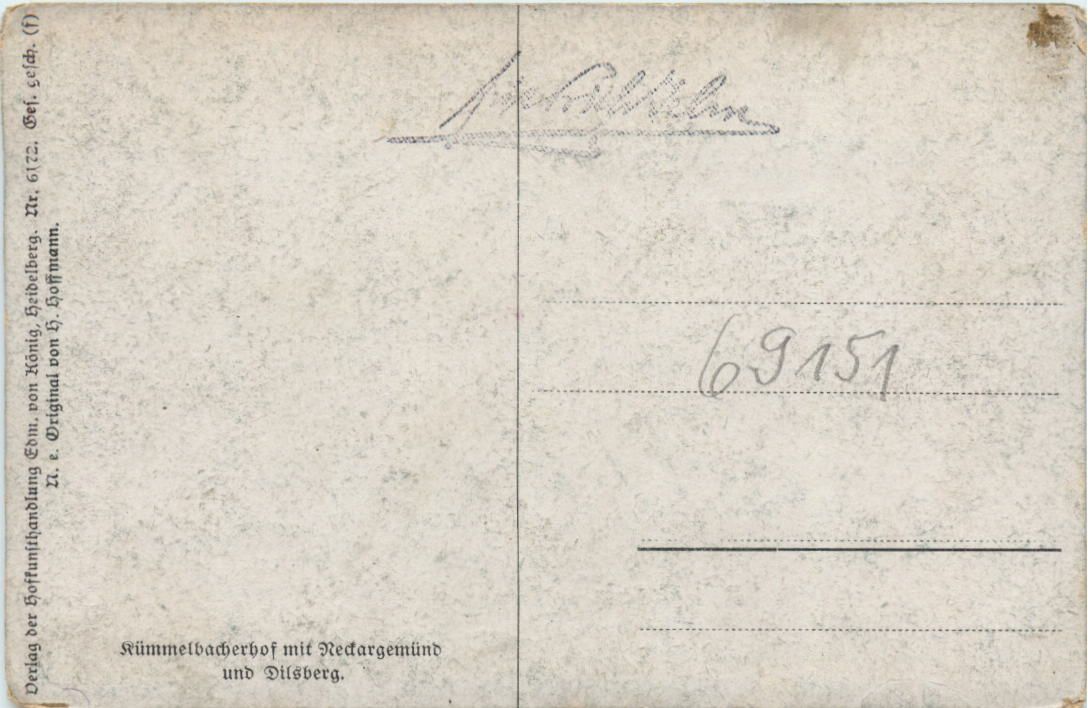 Verlag der Hofkunsthandlung Edm. von König, Heidelberg. Nr. 6172. Ges. gesch. (f)
N. e. Original von H. Hoffmann.
69151
Kümmelbacherhof mit Neckargemünd
und Dilsberg.